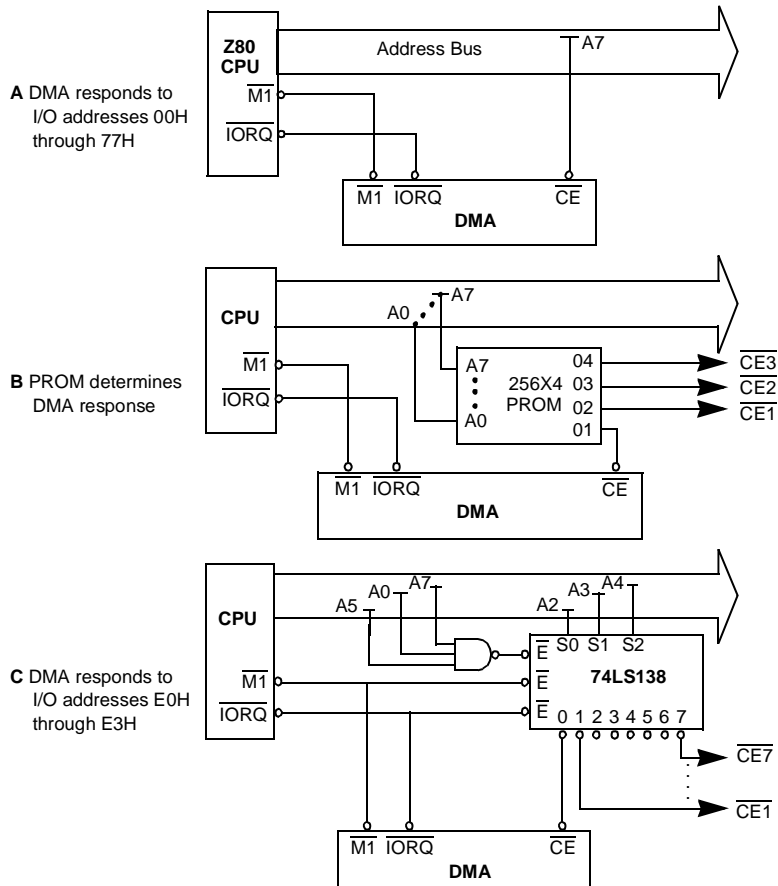 Z80
CPU
Address Bus
A7
M1
IORQ
A DMA responds to
I/O addresses 00H
through 77H
M1 IORQ CE
DMA
CPU
A0
A7
M1
IORQ
B PROM determines
DMA response
A7
A0
256X4
PROM
04
03
02
01
CE3
CE2
CE1
M1 IORQ CE
DMA
CPU
A5
A0
A7
A2
A3
A4
M1
IORQ
C DMA responds to
I/O addresses E0H
through E3H
E
E
E
S0 S1 S2
74LS138
0 1 2 3 4 5 6 7
CE7
CE1
M1 IORQ CE
DMA